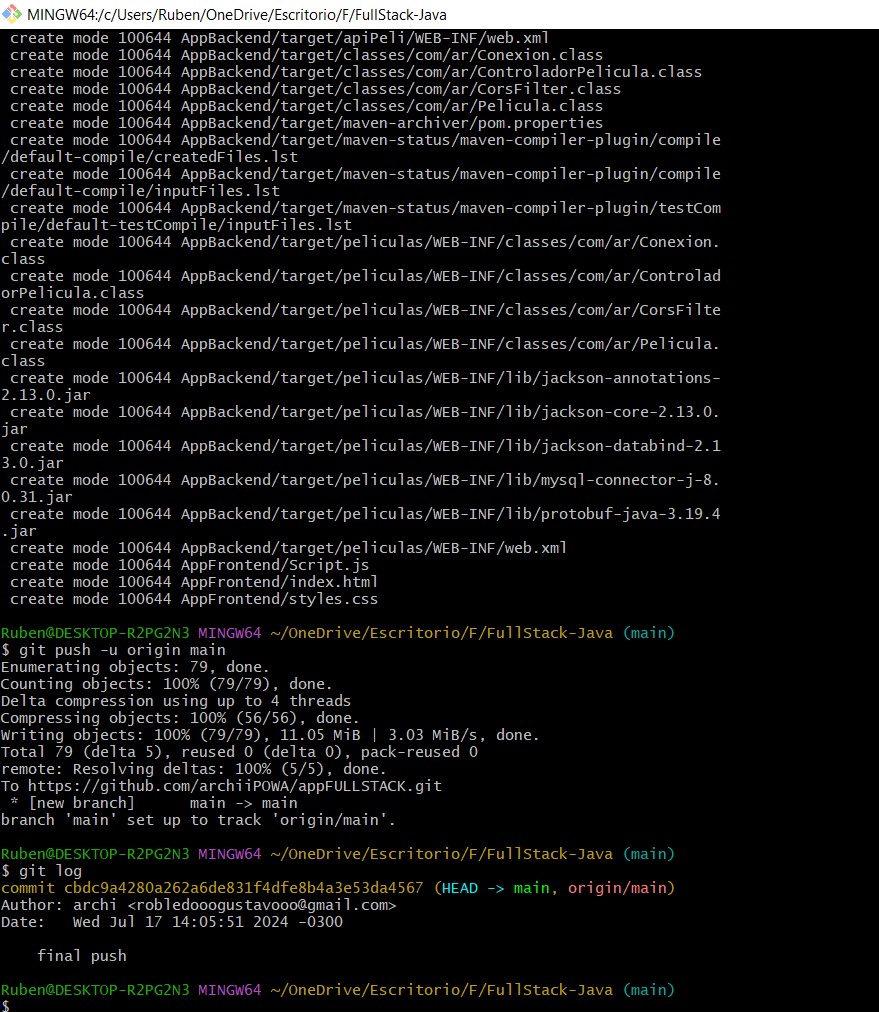 MINGW64:/c/Users/Ruben/OneDrive/Escritorio/F/FullStack-Java
create mode 100644 AppBackend/target/apiPeli/WEB-INF/web.xml
create mode 100644 AppBackend/target/classes/com/ar/Conexion.class
create mode 100644 AppBackend/target/classes/com/ar/ControladorPelicula.class
create mode 100644 AppBackend/target/classes/com/ar/CorsFilter.class
create mode 100644 AppBackend/target/classes/com/ar/Pelicula.class
create mode 100644 AppBackend/target/maven-archiver/pom.properties
create mode 100644 AppBackend/target/maven-status/maven-compiler-plugin/compile
/default-compile/createdFiles.lst
create mode 100644 AppBackend/target/maven-status/maven-compiler-plugin/compile
/default-compile/inputFiles.lst
create mode 100644 AppBackend/target/maven-status/maven-compiler-plugin/testCom
pile/default-testCompile/inputFiles.lst
create mode 100644 AppBackend/target/peliculas/WEB-INF/classes/com/ar/Conexion.
class
create mode 100644 AppBackend/target/peliculas/WEB-INF/classes/com/ar/Controlad
orPelicula.class
create mode 100644 AppBackend/target/peliculas/WEB-INF/classes/com/ar/CorsFilte
r.class
create mode 100644 AppBackend/target/peliculas/WEB-INF/classes/com/ar/Pelicula.
class
create mode 100644 AppBackend/target/peliculas/WEB-INF/lib/jackson-annotations-
2.13.0.jar
create mode 100644 AppBackend/target/peliculas/WEB-INF/lib/jackson-core-2.13.0.
jar
create mode 100644 AppBackend/target/peliculas/WEB-INF/lib/jackson-databind-2.1
3.0.jar
create mode 100644 AppBackend/target/peliculas/WEB-INF/lib/mysql-connector-j-8.
0.31.jar
create mode 100644 AppBackend/target/peliculas/WEB-INF/lib/protobuf-java-3.19.4
.jar
create mode 100644 AppBackend/target/peliculas/WEB-INF/web.xml
create mode 100644 AppFrontend/Script.js
create mode 100644 AppFrontend/index.html
create mode 100644 AppFrontend/styles.css
Ruben@DESKTOP-R2PG2N3 MINGW64 ~/OneDrive/Escritorio/F/FullStack-Java (main)
$ git push -u origin main
Enumerating objects: 79, done.
Counting objects: 100% (79/79), done.
Delta compression using up to 4 threads
Compressing objects: 100% (56/56), done.
Writing objects: 100% (79/79), 11.05 MiB | 3.03 MiB/s, done.
Total 79 (delta 5), reused 0 (delta 0), pack-reused 0
remote: Resolving deltas: 100% (5/5), done.
To https://github.com/archiiPOWA/appFULLSTACK.git
* [new branch]      main -> main
branch 'main' set up to track 'origin/main'.
Ruben@DESKTOP-R2PG2N3 MINGW64 ~/OneDrive/Escritorio/F/FullStack-Java (main)
$ git log
commit cbdc9a4280a262a6de831f4dfe8b4a3e53da4567 (HEAD -> main, origin/main)
Author: archi <robledooogustavooo@gmail.com>
Date:   Wed Jul 17 14:05:51 2024 -0300
final push
Ruben@DESKTOP-R2PG2N3 MINGW64 ~/OneDrive/Escritorio/F/FullStack-Java (main)
$